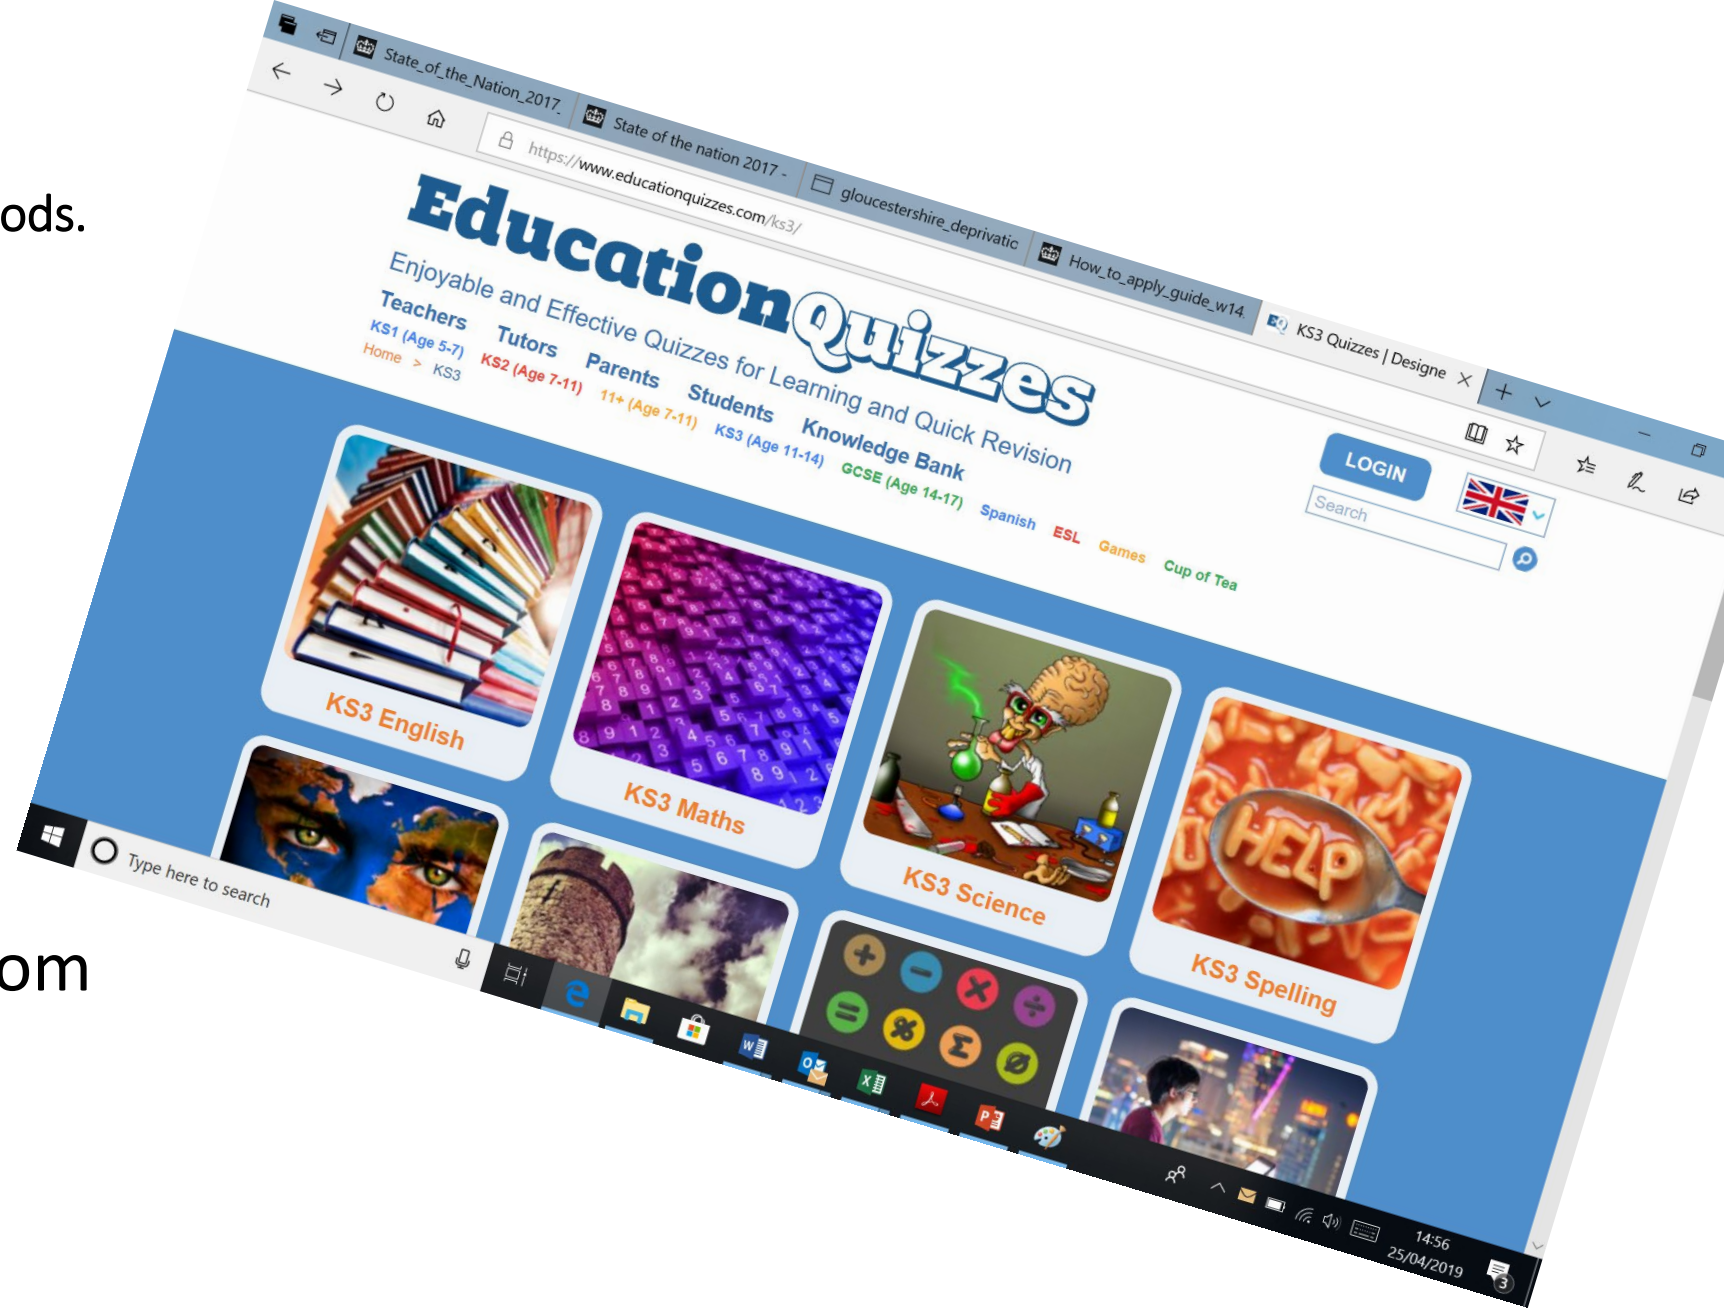 State_of_the_Nation_2017_
State of the nation 2017 -
gloucestershire_deprivatic
How_to_apply_guide_w14.
KS3 Quizzes | Designe
https://www.educationquizzes.com/ks3/
ods.
EducationQuizzes
Enjoyable and Effective Quizzes for Learning and Quick Revision
Teachers Tutors Parents Students Knowledge Bank
KS1 (Age 5-7) KS2 (Age 7-11) 11+ (Age 7-11) KS3 (Age 11-14) GCSE (Age 14-17) Spanish ESL Games Cup of Tea
Home > KS3
LOGIN
Search
KS3 English
KS3 Maths
KS3 Science
HELP
KS3 Spelling
om
Type here to search
14:56
25/04/2019
3